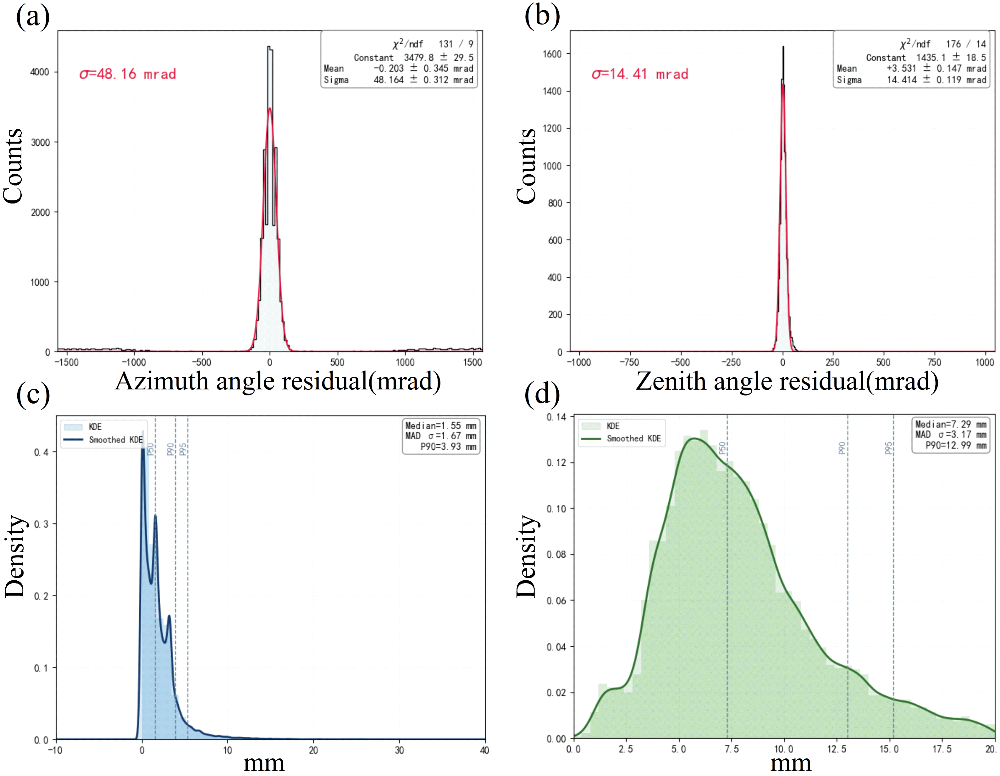 (a)
χ²/ndf 131 / 9
Constant 3479.8 ± 29.5
Mean -0.203 ± 0.345 mrad
Sigma 48.164 ± 0.312 mrad
σ=48.16 mrad
Counts
4000
3000
2000
1000
0
−1500 −1000 −500 0 500 1000 1500
Azimuth angle residual(mrad)
(b)
χ²/ndf 176 / 14
Constant 1435.1 ± 18.5
Mean +3.531 ± 0.147 mrad
Sigma 14.414 ± 0.119 mrad
σ=14.41 mrad
Counts
1600
1400
1200
1000
800
600
400
200
0
−1000 −750 −500 −250 0 250 500 750 1000
Zenith angle residual(mrad)
(c)
KDE
Smoothed KDE
P50 P90 P95
Median=1.55 mm
MAD σ=1.67 mm
P90=3.93 mm
Density
0.4
0.3
0.2
0.1
0.0
−10 0 10 20 30 40
mm
(d)
KDE
Smoothed KDE
P50 P90 P95
Median=7.29 mm
MAD σ=3.17 mm
P90=12.99 mm
Density
0.14
0.12
0.10
0.08
0.06
0.04
0.02
0.00
0.0 2.5 5.0 7.5 10.0 12.5 15.0 17.5 20.
mm